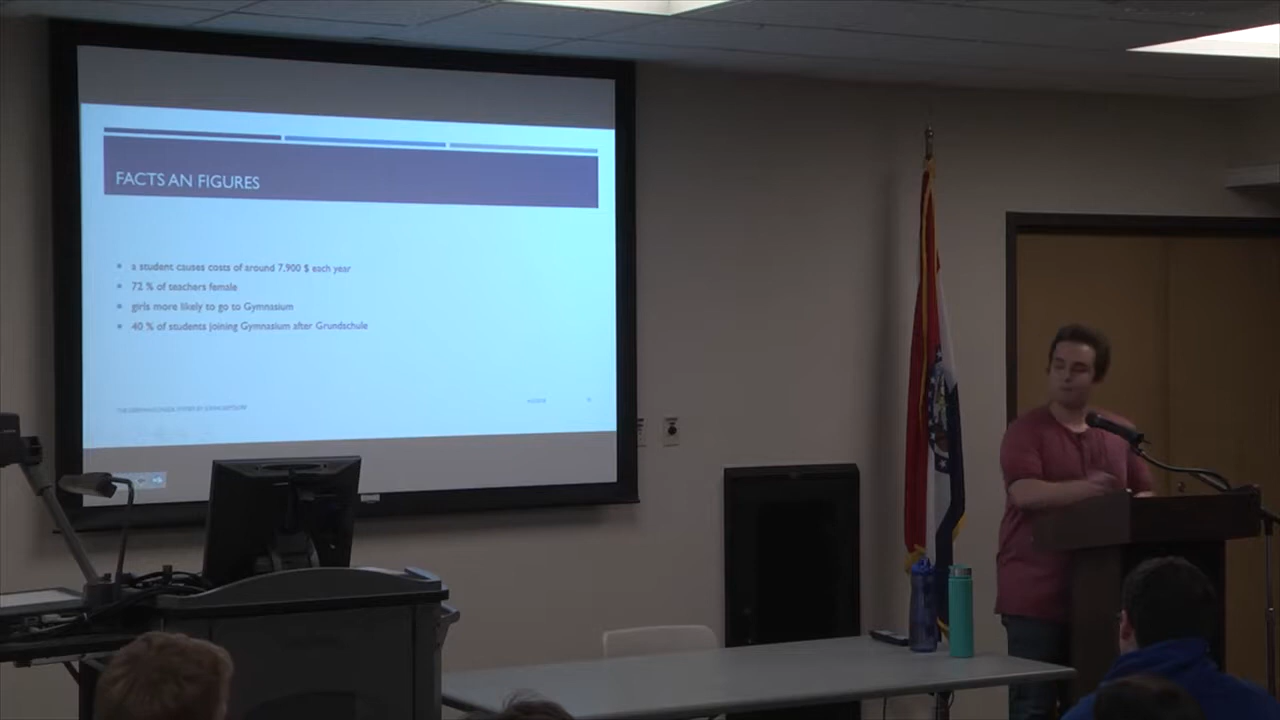 FACTS AN FIGURES
a student causes costs of around 7,900 $ each year
72 % of teachers female
girls more likely to go to Gymnasium
40 % of students joining Gymnasium after Grundschule